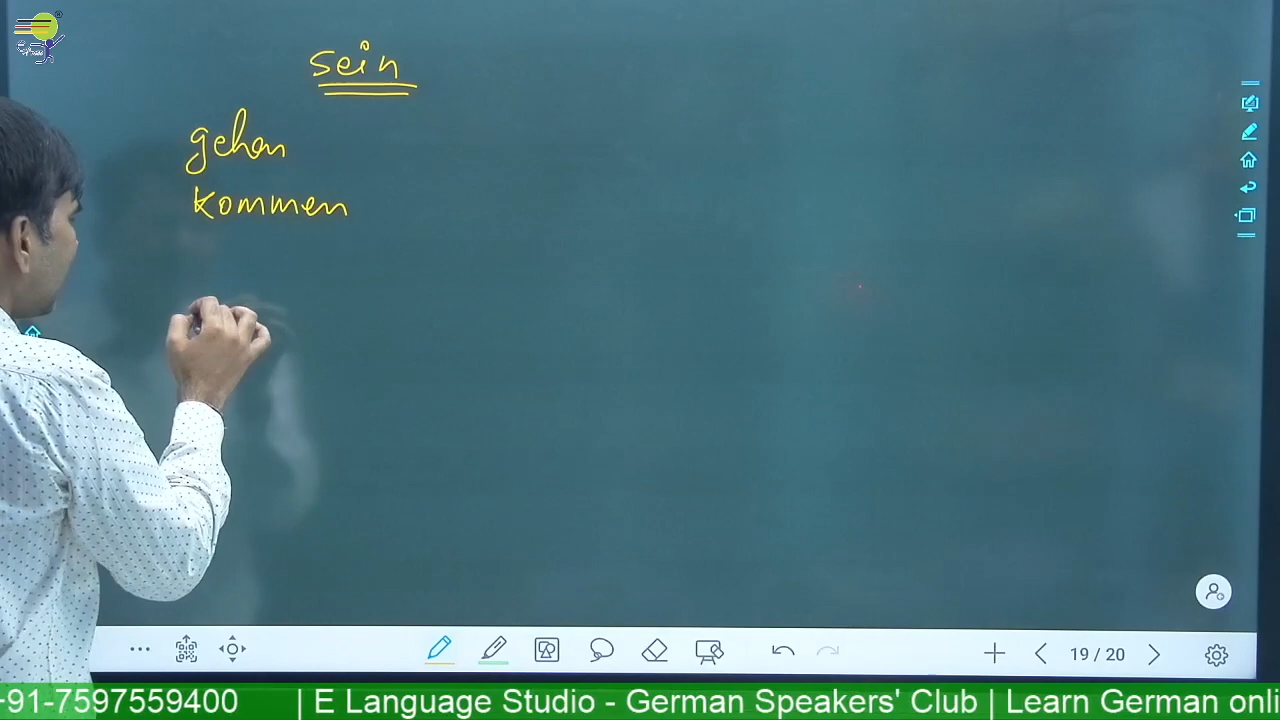 sein
gehen
kommen
19 / 20
+91-7597559400 | E Language Studio - German Speakers' Club | Learn German onli